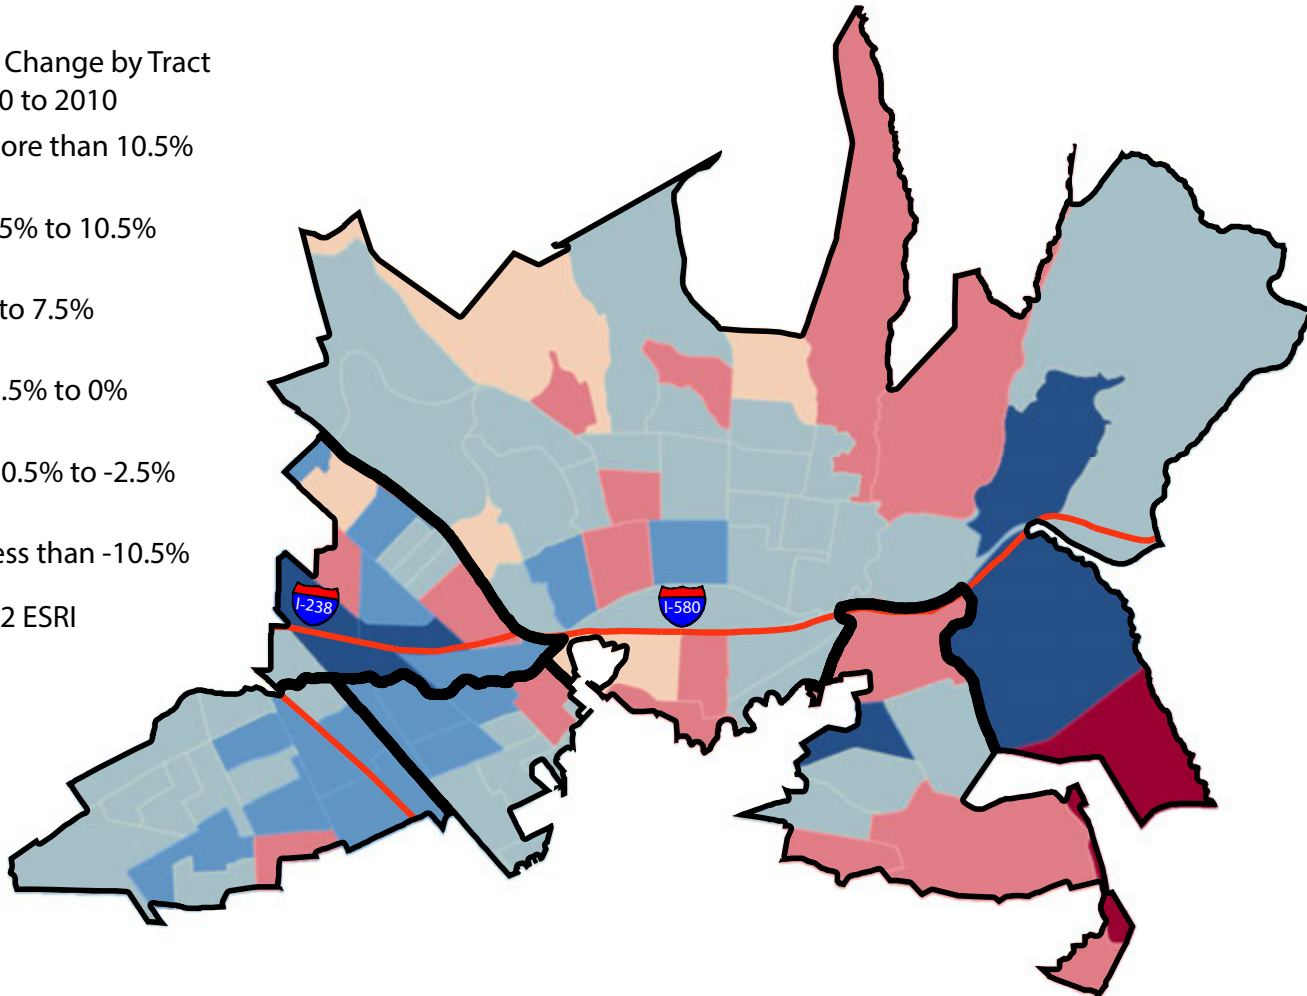 Change by Tract
0 to 2010
ore than 10.5%
5% to 10.5%
to 7.5%
.5% to 0%
0.5% to -2.5%
ess than -10.5%
I-238
I-580
2 ESRI